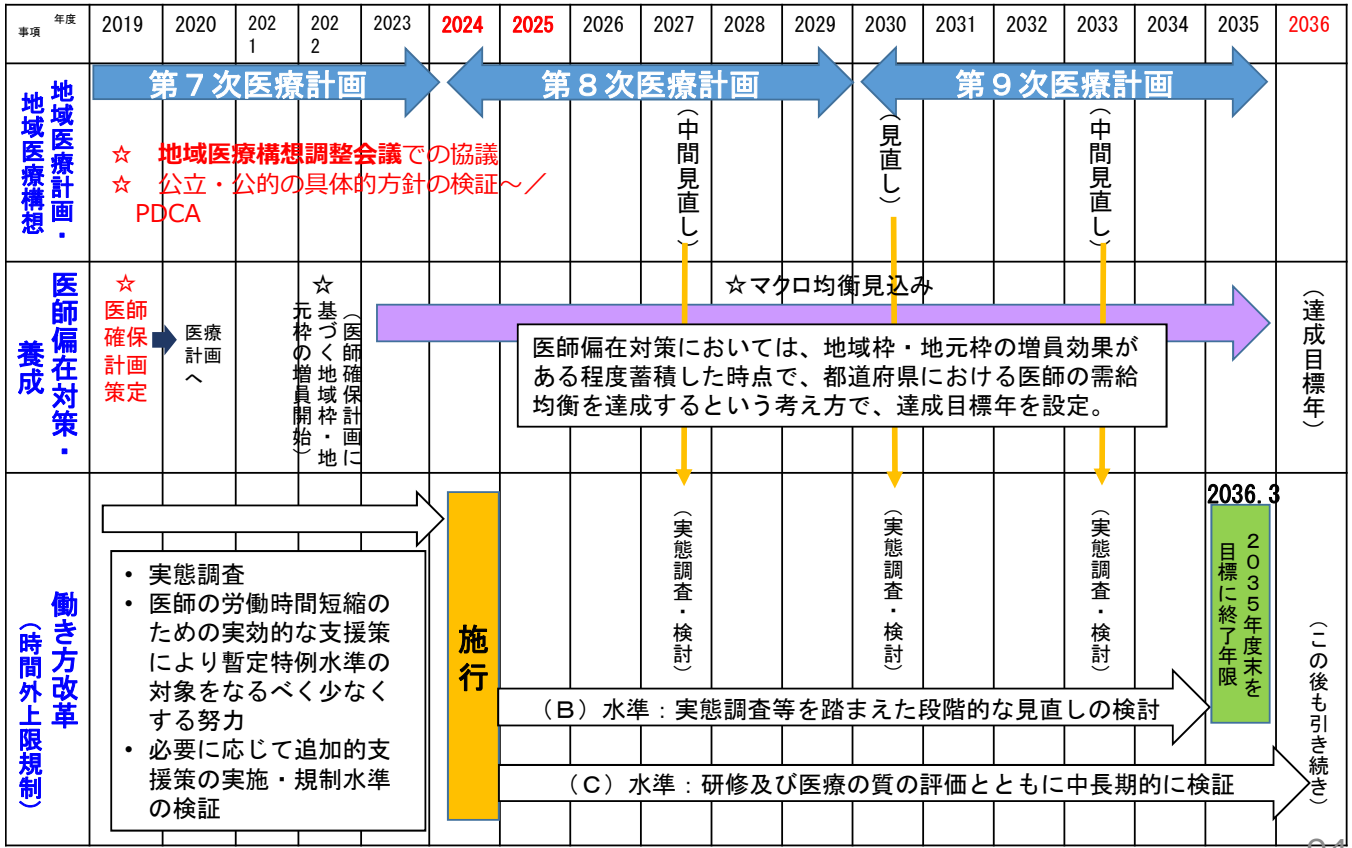 年度
事項
2019
2020
202
1
202
2
2023
2024
2025
2026
2027
2028
2029
2030
2031
2032
2033
2034
2035
2036
地域医療計画・
地域医療構想
第7次医療計画
第8次医療計画
第9次医療計画
☆ 地域医療構想調整会議での協議
☆ 公立・公的の具体的方針の検証～/
PDCA
(中間見直し)
(見直し)
(中間見直し)
医師偏在対策・
養成
☆
医師
確保
計画
策定
医療
計画
へ
☆
(医師確保計画に
基づく地域枠・地
元枠の増員開始)
☆マクロ均衡見込み
医師偏在対策においては、地域枠・地元枠の増員効果が
ある程度蓄積した時点で、都道府県における医師の需給
均衡を達成するという考え方で、達成目標年を設定。
(達成目標年)
働き方改革
(時間外上限規制)
• 実態調査
• 医師の労働時間短縮の
ための実効的な支援策
により暫定特例水準の
対象をなるべく少なく
する努力
• 必要に応じて追加的支
援策の実施・規制水準
の検証
施行
(実態調査・検討)
(実態調査・検討)
(実態調査・検討)
2036.3
2035年度末を
目標に終了年限
(B)水準:実態調査等を踏まえた段階的な見直しの検討
(C)水準:研修及び医療の質の評価とともに中長期的に検証
(この後も引き続き)